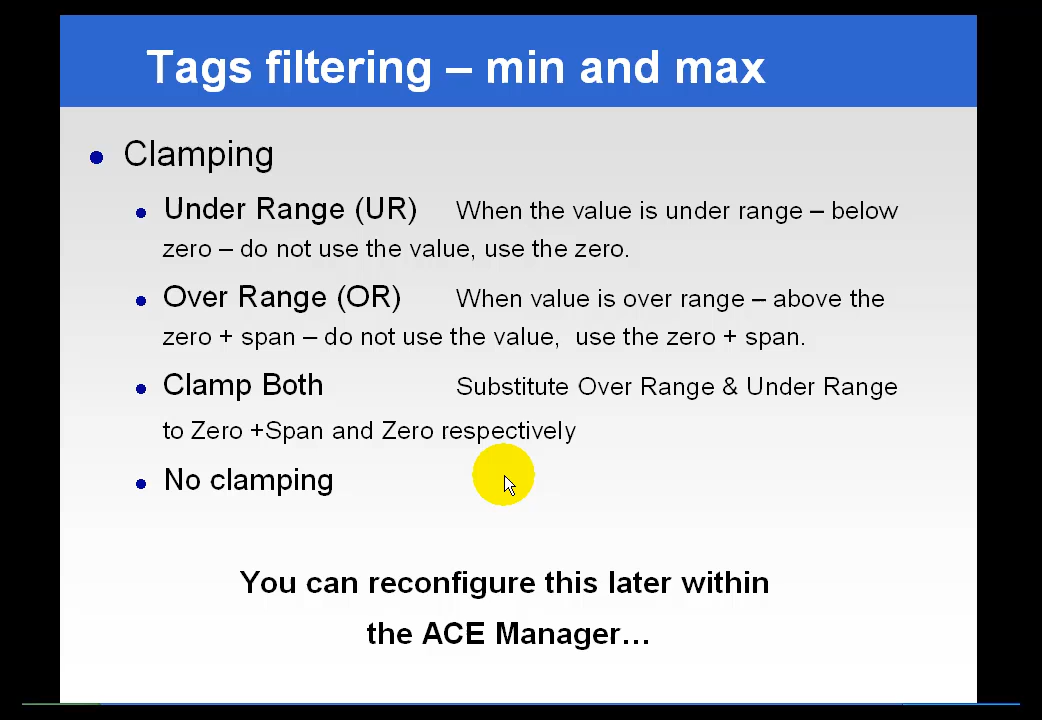 Tags filtering – min and max
Clamping
Under Range (UR) When the value is under range – below
zero – do not use the value, use the zero.
Over Range (OR) When value is over range – above the
zero + span – do not use the value, use the zero + span.
Clamp Both Substitute Over Range & Under Range
to Zero +Span and Zero respectively
No clamping
You can reconfigure this later within
the ACE Manager…